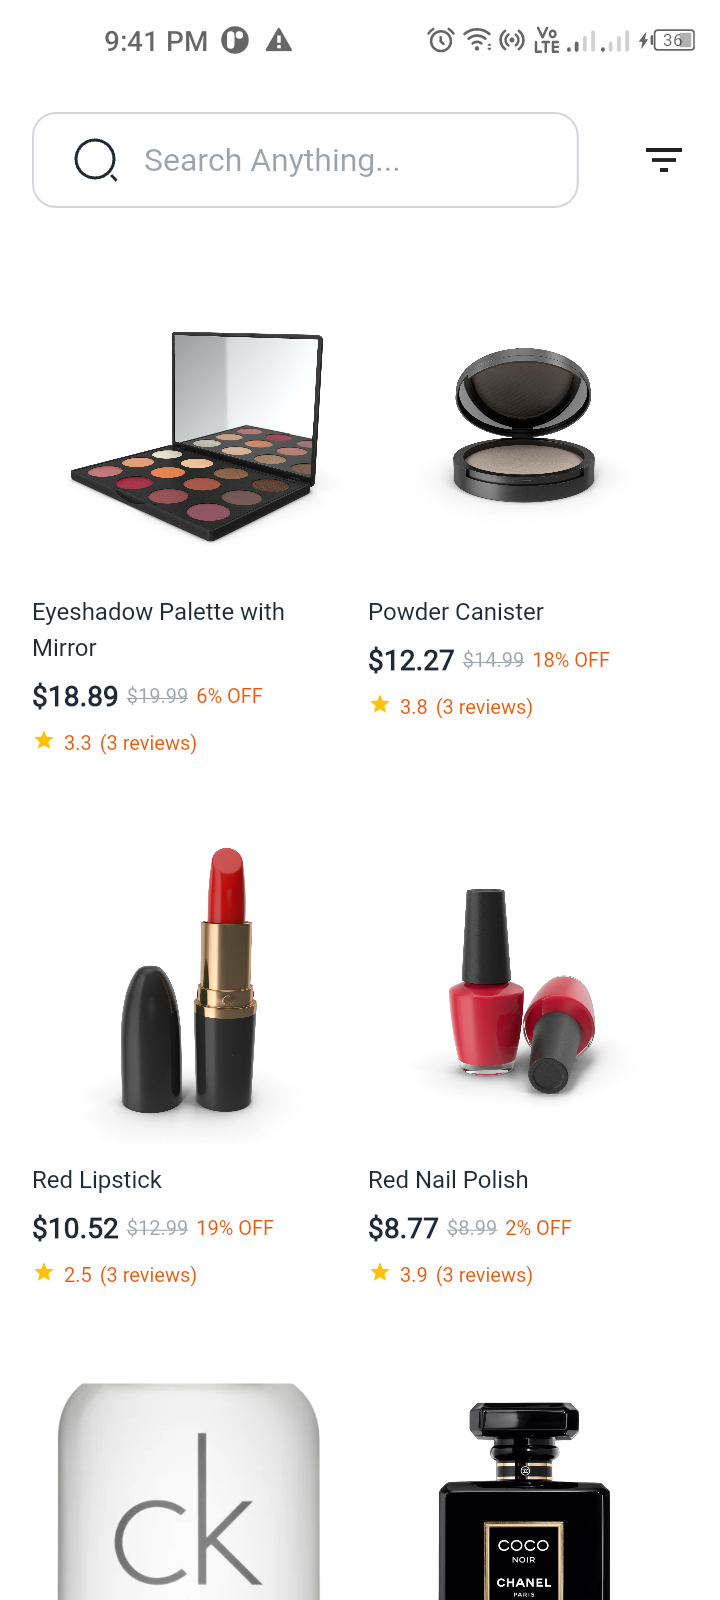 9:41 PM
Vo
LTE
36
Search Anything...
Eyeshadow Palette with
Mirror
$18.89 $19.99 6% OFF
3.3 (3 reviews)
Powder Canister
$12.27 $14.99 18% OFF
3.8 (3 reviews)
Red Lipstick
$10.52 $12.99 19% OFF
2.5 (3 reviews)
Red Nail Polish
$8.77 $8.99 2% OFF
3.9 (3 reviews)
ck
COCO
NOIR
CHANEL
PARIS